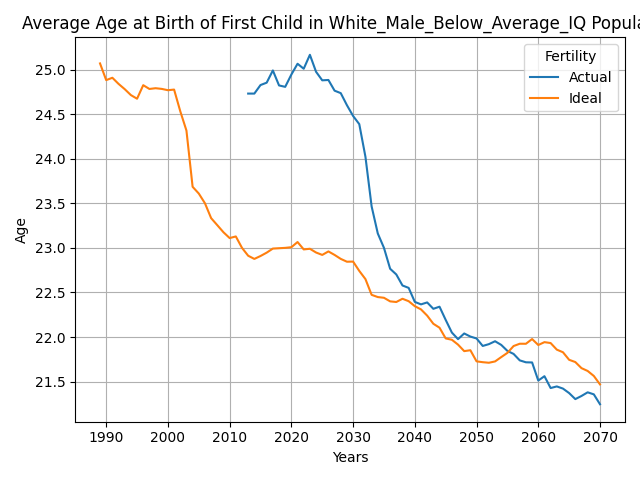 Average Age at Birth of First Child in White_Male_Below_Average_IQ Popula
Fertility
Actual
Ideal
25.0
24.5
24.0
23.5
23.0
22.5
22.0
21.5
Age
1990 2000 2010 2020 2030 2040 2050 2060 2070
Years